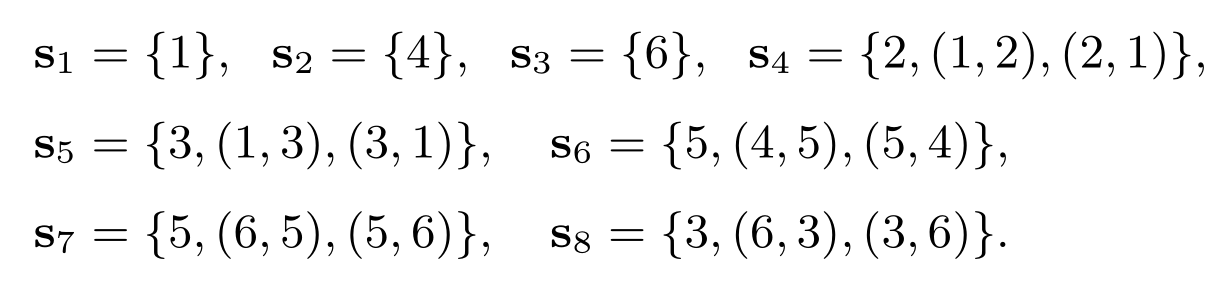 s₁ = {1}, s₂ = {4}, s₃ = {6}, s₄ = {2, (1, 2), (2, 1)},
s₅ = {3, (1, 3), (3, 1)}, s₆ = {5, (4, 5), (5, 4)},
s₇ = {5, (6, 5), (5, 6)}, s₈ = {3, (6, 3), (3, 6)}.